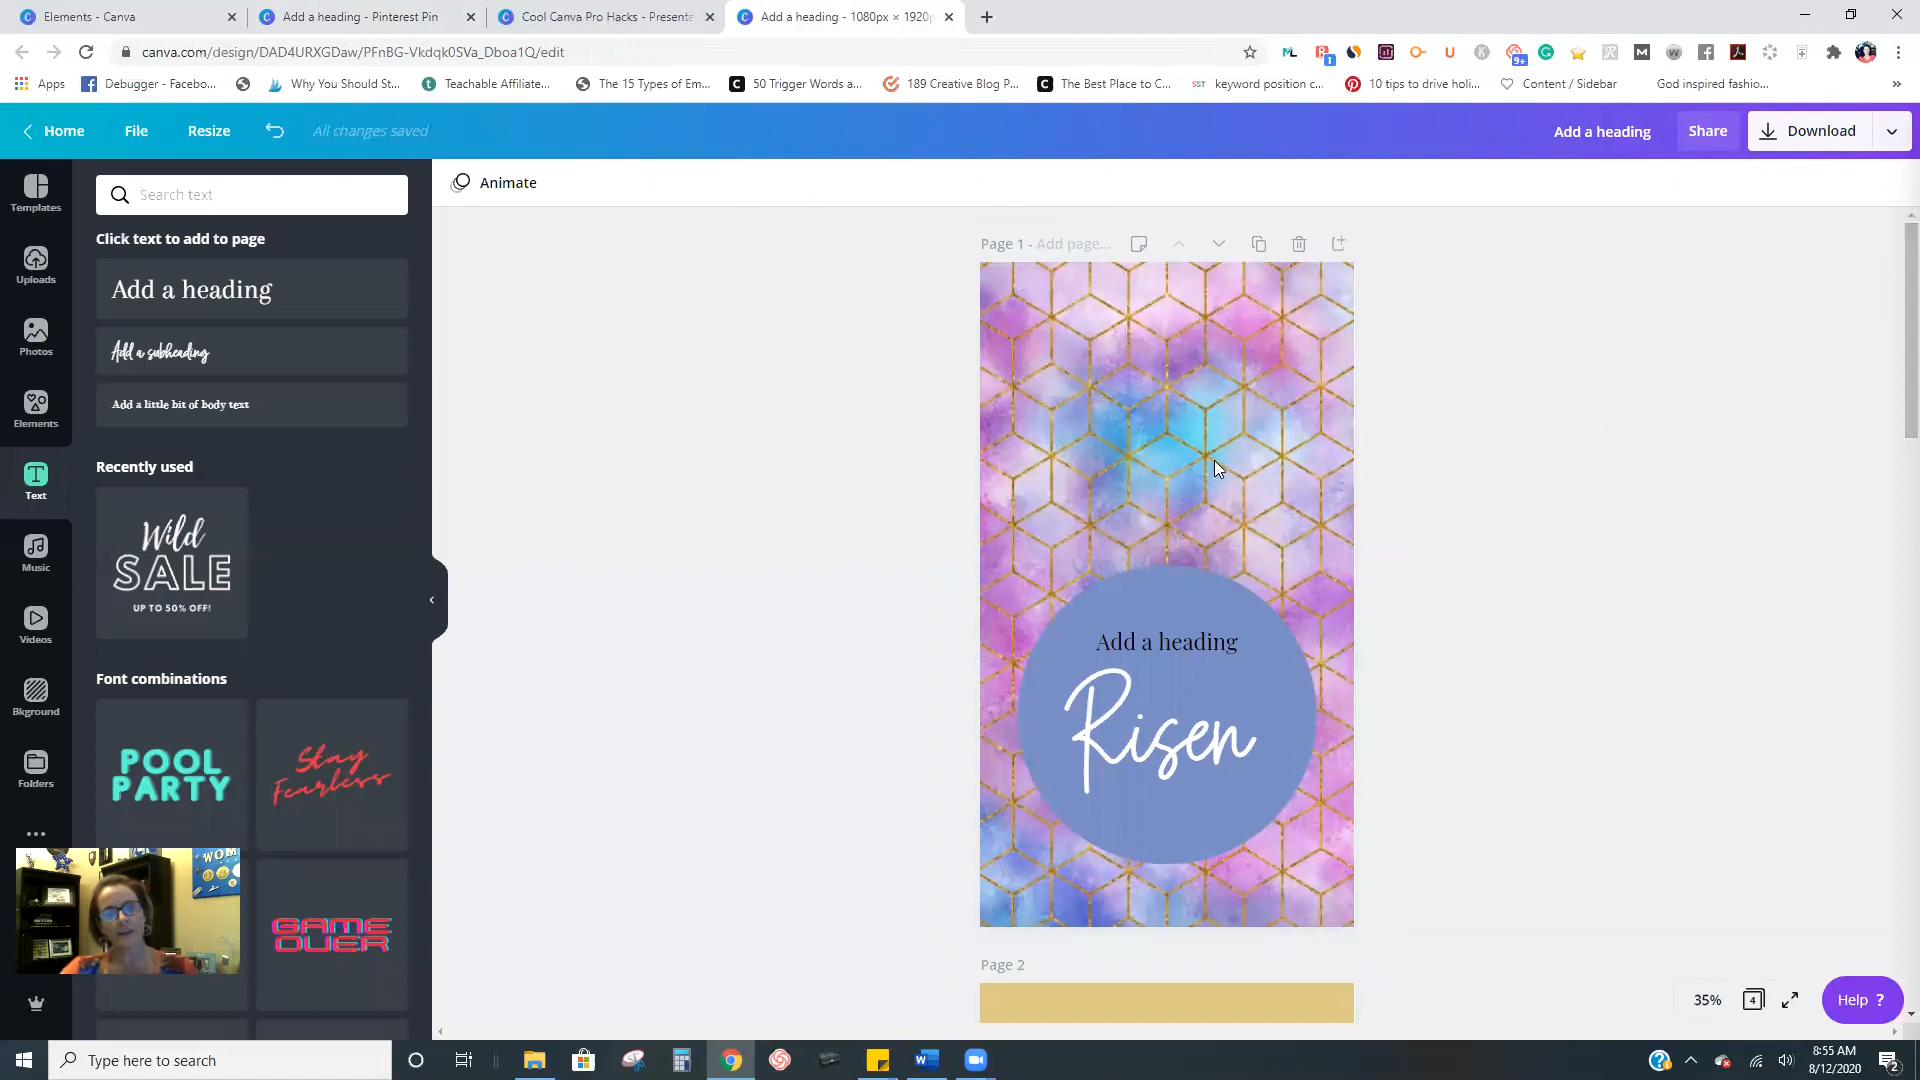 Elements - Canva
Add a heading - Pinterest Pin
Cool Canva Pro Hacks - Presenta
Add a heading - 1080px × 1920p
canva.com/design/DAD4URXGDaw/PFnBG-Vkdqk0SVa_Dboa1Q/edit
Apps
Debugger - Facebo...
Why You Should St...
Teachable Affiliate...
The 15 Types of Em...
50 Trigger Words a...
189 Creative Blog P...
The Best Place to C...
SST keyword position c...
10 tips to drive holi...
Content / Sidebar
God inspired fashio...
Home
File
Resize
All changes saved
Add a heading
Share
Download
Templates
Uploads
Photos
Elements
Text
Music
Videos
Bkground
Folders
Search text
Click text to add to page
Add a heading
Add a subheading
Add a little bit of body text
Recently used
Wild
SALE
UP TO 50% OFF!
Font combinations
POOL
PARTY
Stay
Fearless
GAME
OVER
Animate
Page 1 - Add page...
Add a heading
Risen
Page 2
35%
4
Help ?
WOM
Type here to search
8:55 AM
8/12/2020
2